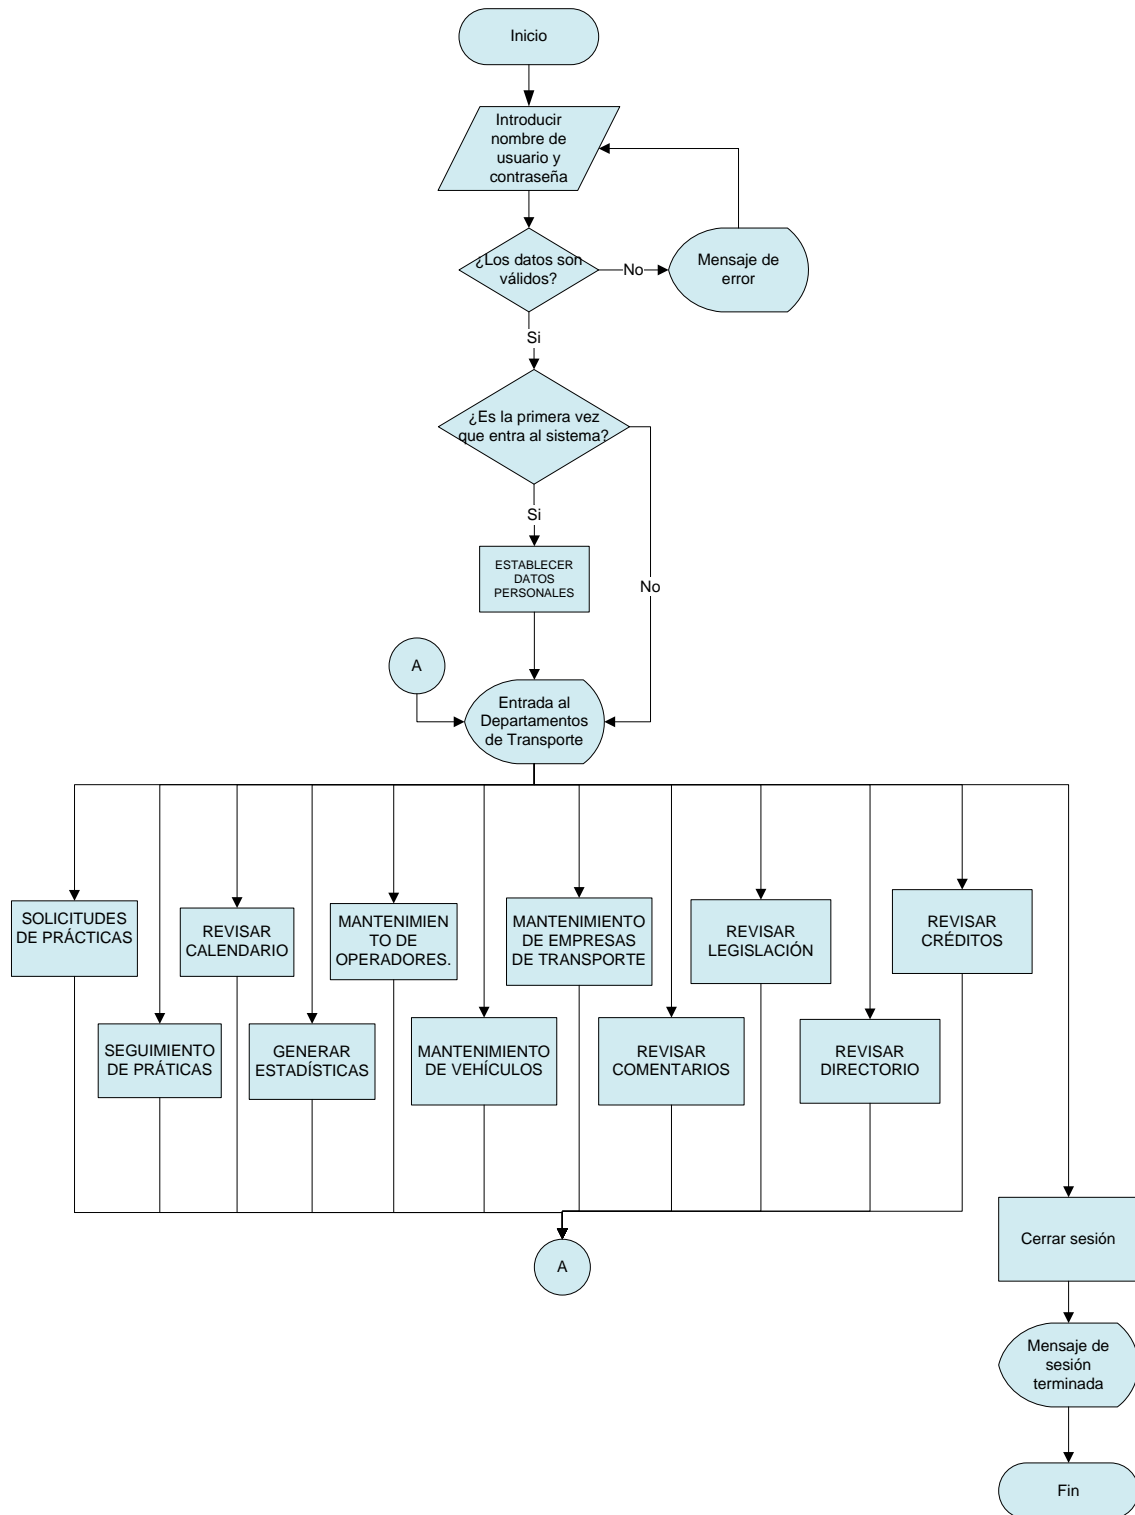 Inicio
Introducir
nombre de
usuario y
contraseña
¿Los datos son
válidos?
No
Mensaje de
error
Si
¿Es la primera vez
que entra al sistema?
Si
ESTABLECER
DATOS
PERSONALES
No
A
Entrada al
Departamentos
de Transporte
SOLICITUDES
DE PRÁCTICAS
REVISAR
CALENDARIO
MANTENIMIEN
TO DE
OPERADORES.
MANTENIMIENTO
DE EMPRESAS
DE TRANSPORTE
REVISAR
LEGISLACIÓN
REVISAR
CRÉDITOS
SEGUIMIENTO
DE PRÁTICAS
GENERAR
ESTADÍSTICAS
MANTENIMIENTO
DE VEHÍCULOS
REVISAR
COMENTARIOS
REVISAR
DIRECTORIO
A
Cerrar sesión
Mensaje de
sesión
terminada
Fin